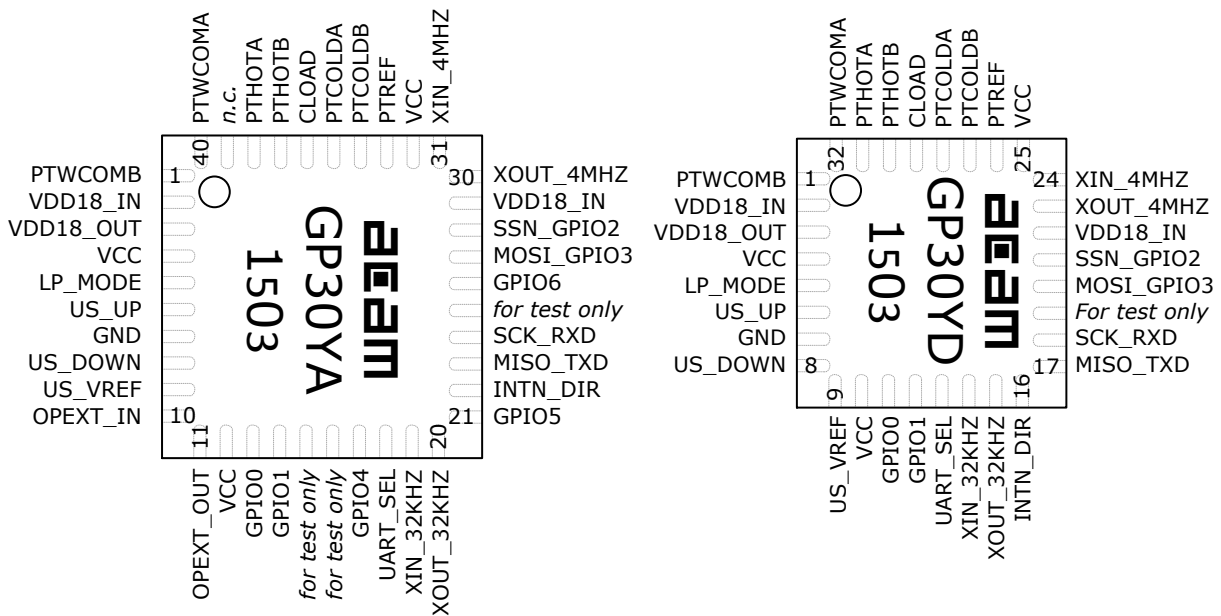 PTWCOMA
n.c.
PTHOTA
PTHOTB
CLOAD
PTCOLDA
PTCOLDB
PTREF
VCC
XIN_4MHZ
40
31
PTWCOMB
VDD18_IN
VDD18_OUT
VCC
LP_MODE
US_UP
GND
US_DOWN
US_VREF
OPEXT_IN
1
10
acam
GP30YA
1503
30
21
XOUT_4MHZ
VDD18_IN
SSN_GPIO2
MOSI_GPIO3
GPIO6
for test only
SCK_RXD
MISO_TXD
INTN_DIR
GPIO5
11
20
OPEXT_OUT
VCC
GPIO0
GPIO1
for test only
for test only
GPIO4
UART_SEL
XIN_32KHZ
XOUT_32KHZ
PTWCOMA
PTHOTA
PTHOTB
CLOAD
PTCOLDA
PTCOLDB
PTREF
VCC
32
25
PTWCOMB
VDD18_IN
VDD18_OUT
VCC
LP_MODE
US_UP
GND
US_DOWN
1
8
acam
GP30YD
1503
24
17
XIN_4MHZ
XOUT_4MHZ
VDD18_IN
SSN_GPIO2
MOSI_GPIO3
For test only
SCK_RXD
MISO_TXD
9
16
US_VREF
VCC
GPIO0
GPIO1
UART_SEL
XIN_32KHZ
XOUT_32KHZ
INTN_DIR